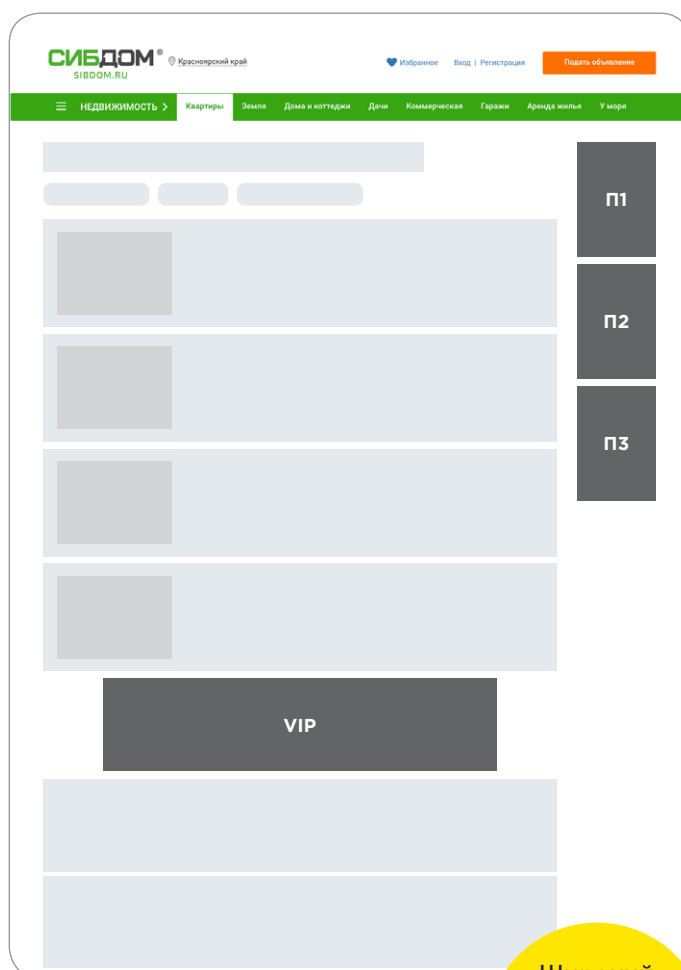 СИБДОМ®
SIBDOM.RU
Красноярский край
Избранное
Вход | Регистрация
Подать объявление
НЕДВИЖИМОСТЬ
Квартиры
Земля
Дома и коттеджи
Дачи
Коммерческая
Гаражи
Аренда жилья
У моря
П1
П2
П3
VIP